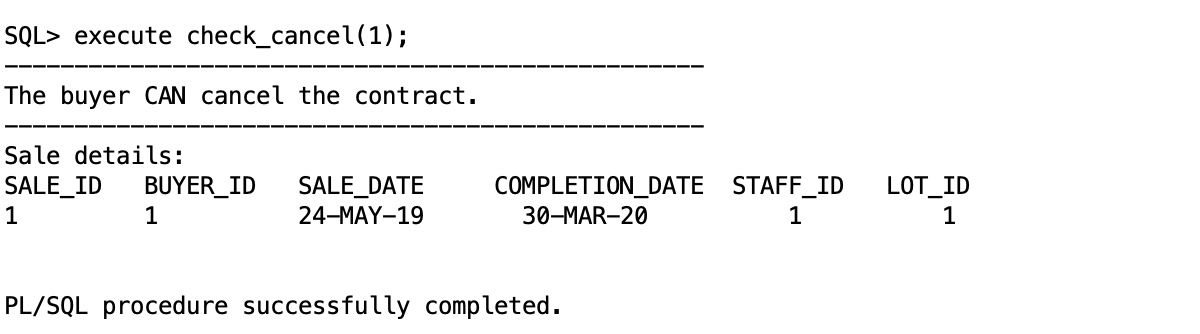 SQL> execute check_cancel(1);
--------------------------------------------------
The buyer CAN cancel the contract.
--------------------------------------------------
Sale details:
SALE_ID   BUYER_ID   SALE_DATE     COMPLETION_DATE  STAFF_ID   LOT_ID
1         1          24-MAY-19       30-MAR-20          1          1
PL/SQL procedure successfully completed.